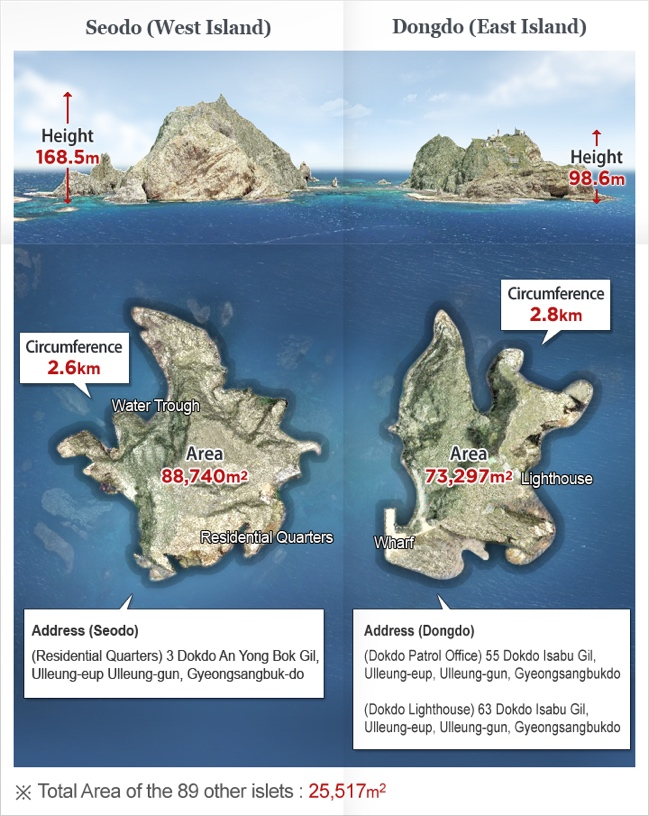 Seodo (West Island)
Dongdo (East Island)
Height
168.5m
Height
98.6m
Circumference
2.6km
Circumference
2.8km
Water Trough
Area
88,740m²
Residential Quarters
Area
73,297m²
Lighthouse
Wharf
Address (Seodo)
(Residential Quarters) 3 Dokdo An Yong Bok Gil,
Ulleung-eup Ulleung-gun, Gyeongsangbuk-do
Address (Dongdo)
(Dokdo Patrol Office) 55 Dokdo Isabu Gil,
Ulleung-eup, Ulleung-gun, Gyeongsangbukdo
(Dokdo Lighthouse) 63 Dokdo Isabu Gil,
Ulleung-eup, Ulleung-gun, Gyeongsangbukdo
※ Total Area of the 89 other islets : 25,517m²